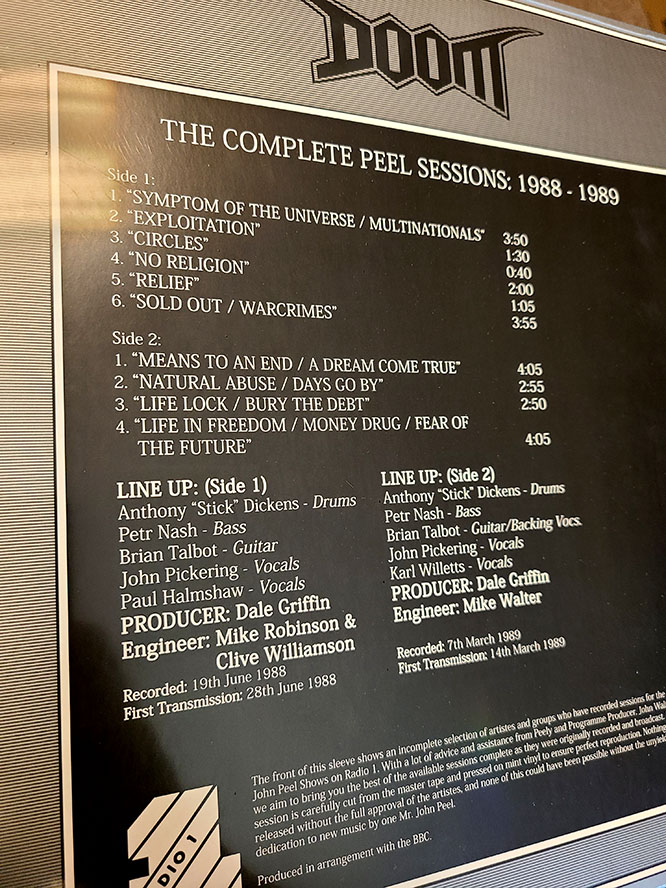 DOOM
THE COMPLETE PEEL SESSIONS: 1988 - 1989
Side 1:
1. “SYMPTOM OF THE UNIVERSE / MULTINATIONALS” 3:50
2. “EXPLOITATION” 1:30
3. “CIRCLES” 0:40
4. “NO RELIGION” 2:00
5. “RELIEF” 1:05
6. “SOLD OUT / WARCRIMES” 3:55
Side 2:
1. “MEANS TO AN END / A DREAM COME TRUE” 4:05
2. “NATURAL ABUSE / DAYS GO BY” 2:55
3. “LIFE LOCK / BURY THE DEBT” 2:50
4. “LIFE IN FREEDOM / MONEY DRUG / FEAR OF
THE FUTURE” 4:05
LINE UP: (Side 1)
Anthony “Stick” Dickens - Drums
Petr Nash - Bass
Brian Talbot - Guitar
John Pickering - Vocals
Paul Halmshaw - Vocals
PRODUCER: Dale Griffin
Engineer: Mike Robinson &
Clive Williamson
Recorded: 19th June 1988
First Transmission: 28th June 1988
LINE UP: (Side 2)
Anthony “Stick” Dickens - Drums
Petr Nash - Bass
Brian Talbot - Guitar/Backing Vocs.
John Pickering - Vocals
Karl Willetts - Vocals
PRODUCER: Dale Griffin
Engineer: Mike Walter
Recorded: 7th March 1989
First Transmission: 14th March 1989
The front of this sleeve shows an incomplete selection of artistes and groups who have recorded sessions for the
John Peel Shows on Radio 1. With a lot of advice and assistance from Peely and Programme Producer, John
we aim to bring you the best of the available sessions complete as they were originally recorded and broadcast.
session is carefully cut from the master tape and pressed on mint vinyl to ensure perfect reproduction. Nothing
released without the full approval of the artistes, and none of this could have been possible without the
dedication to new music by one Mr. John Peel.
Produced in arrangement with the BBC.
DIO 1